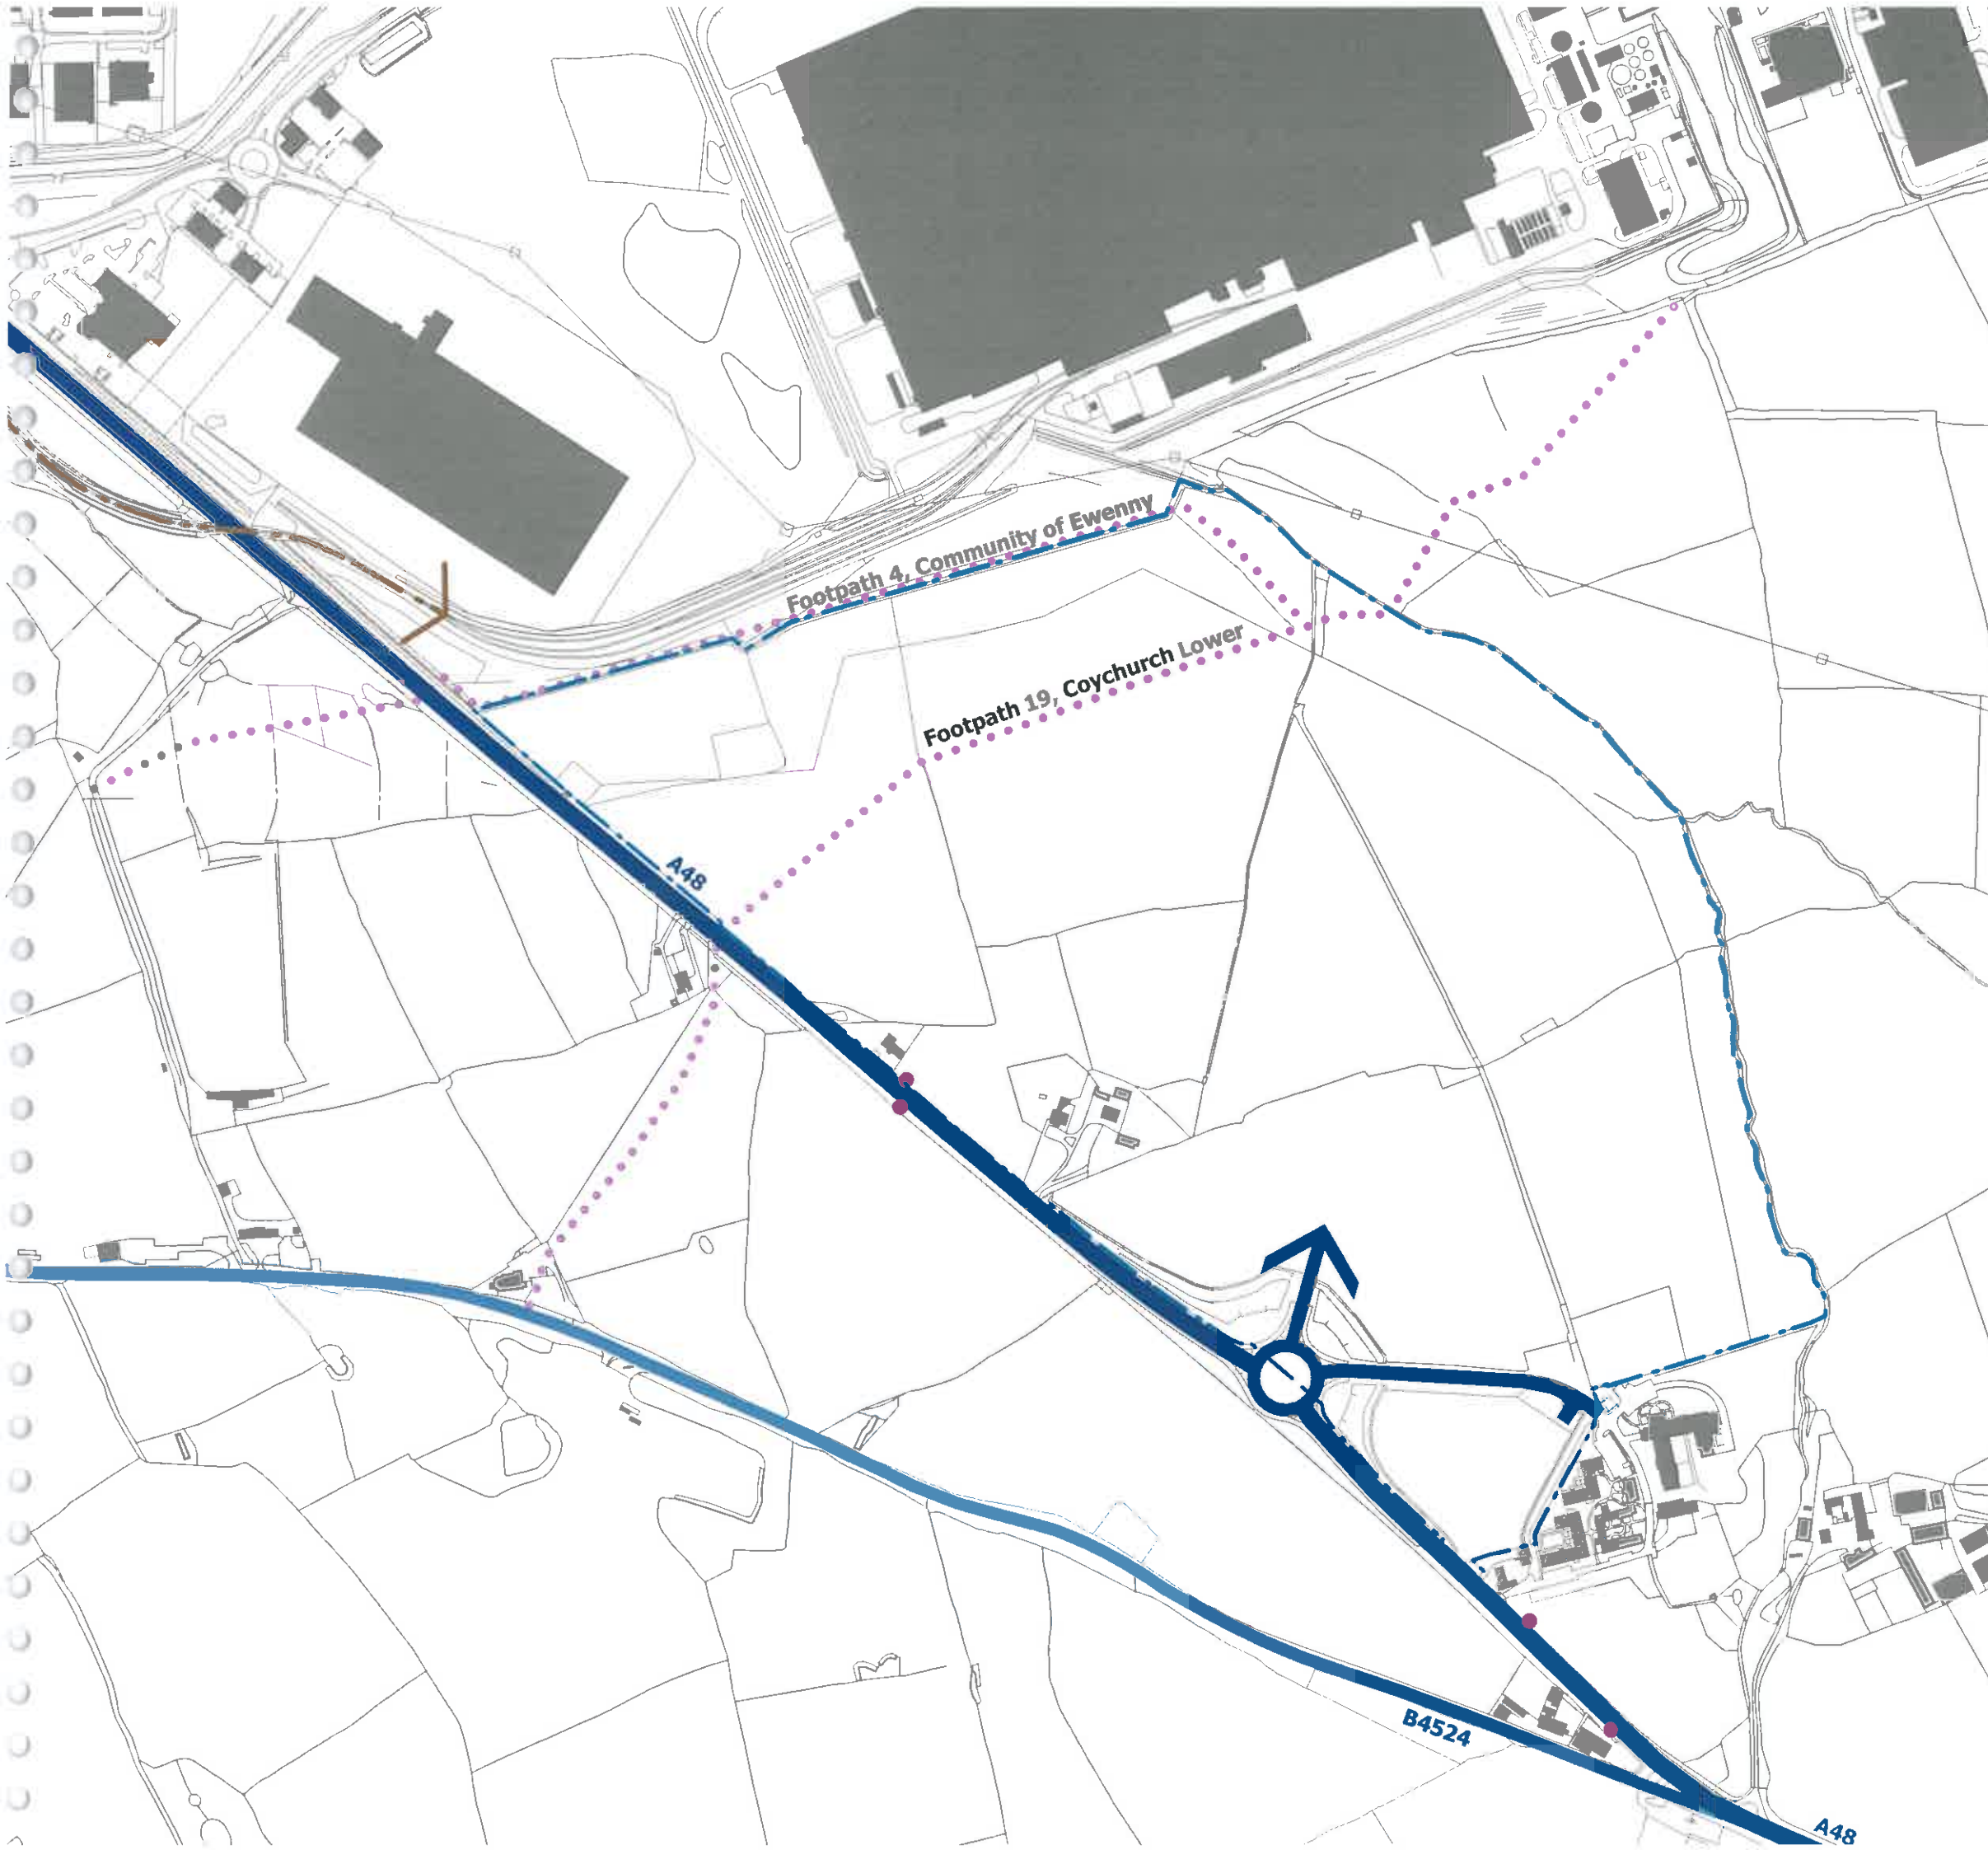 Footpath 4, Community of Ewenny
Footpath 19, Coychurch Lower
A48
B4524
A48